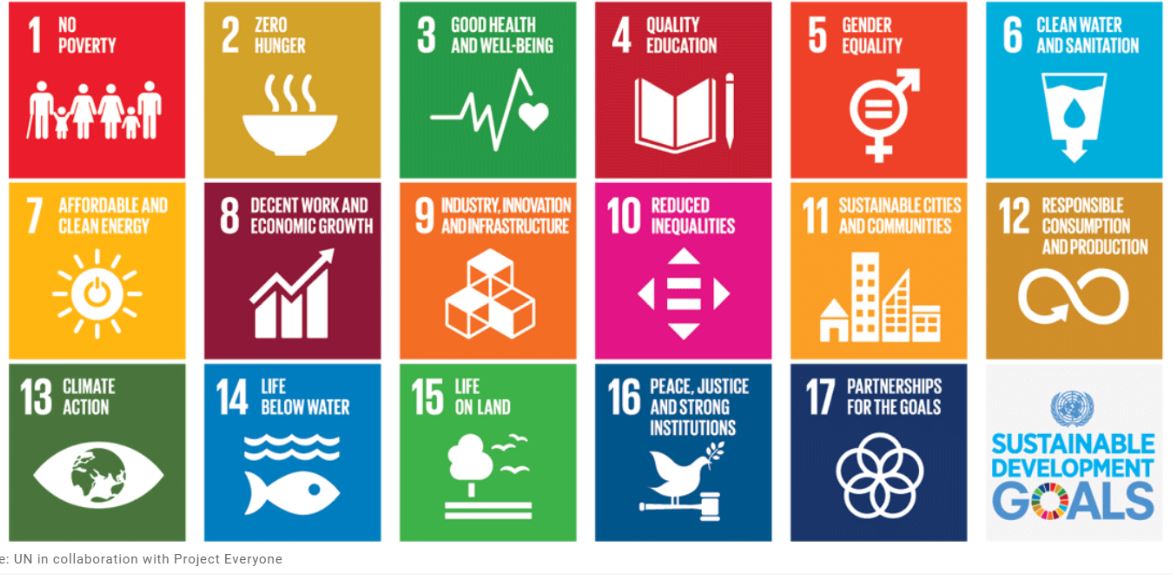 1 NO
POVERTY
2 ZERO
HUNGER
3 GOOD HEALTH
AND WELL-BEING
4 QUALITY
EDUCATION
5 GENDER
EQUALITY
6 CLEAN WATER
AND SANITATION
7 AFFORDABLE AND
CLEAN ENERGY
8 DECENT WORK AND
ECONOMIC GROWTH
9 INDUSTRY, INNOVATION
AND INFRASTRUCTURE
10 REDUCED
INEQUALITIES
11 SUSTAINABLE CITIES
AND COMMUNITIES
12 RESPONSIBLE
CONSUMPTION
AND PRODUCTION
13 CLIMATE
ACTION
14 LIFE
BELOW WATER
15 LIFE
ON LAND
16 PEACE, JUSTICE
AND STRONG
INSTITUTIONS
17 PARTNERSHIPS
FOR THE GOALS
SUSTAINABLE
DEVELOPMENT
GOALS
e: UN in collaboration with Project Everyone